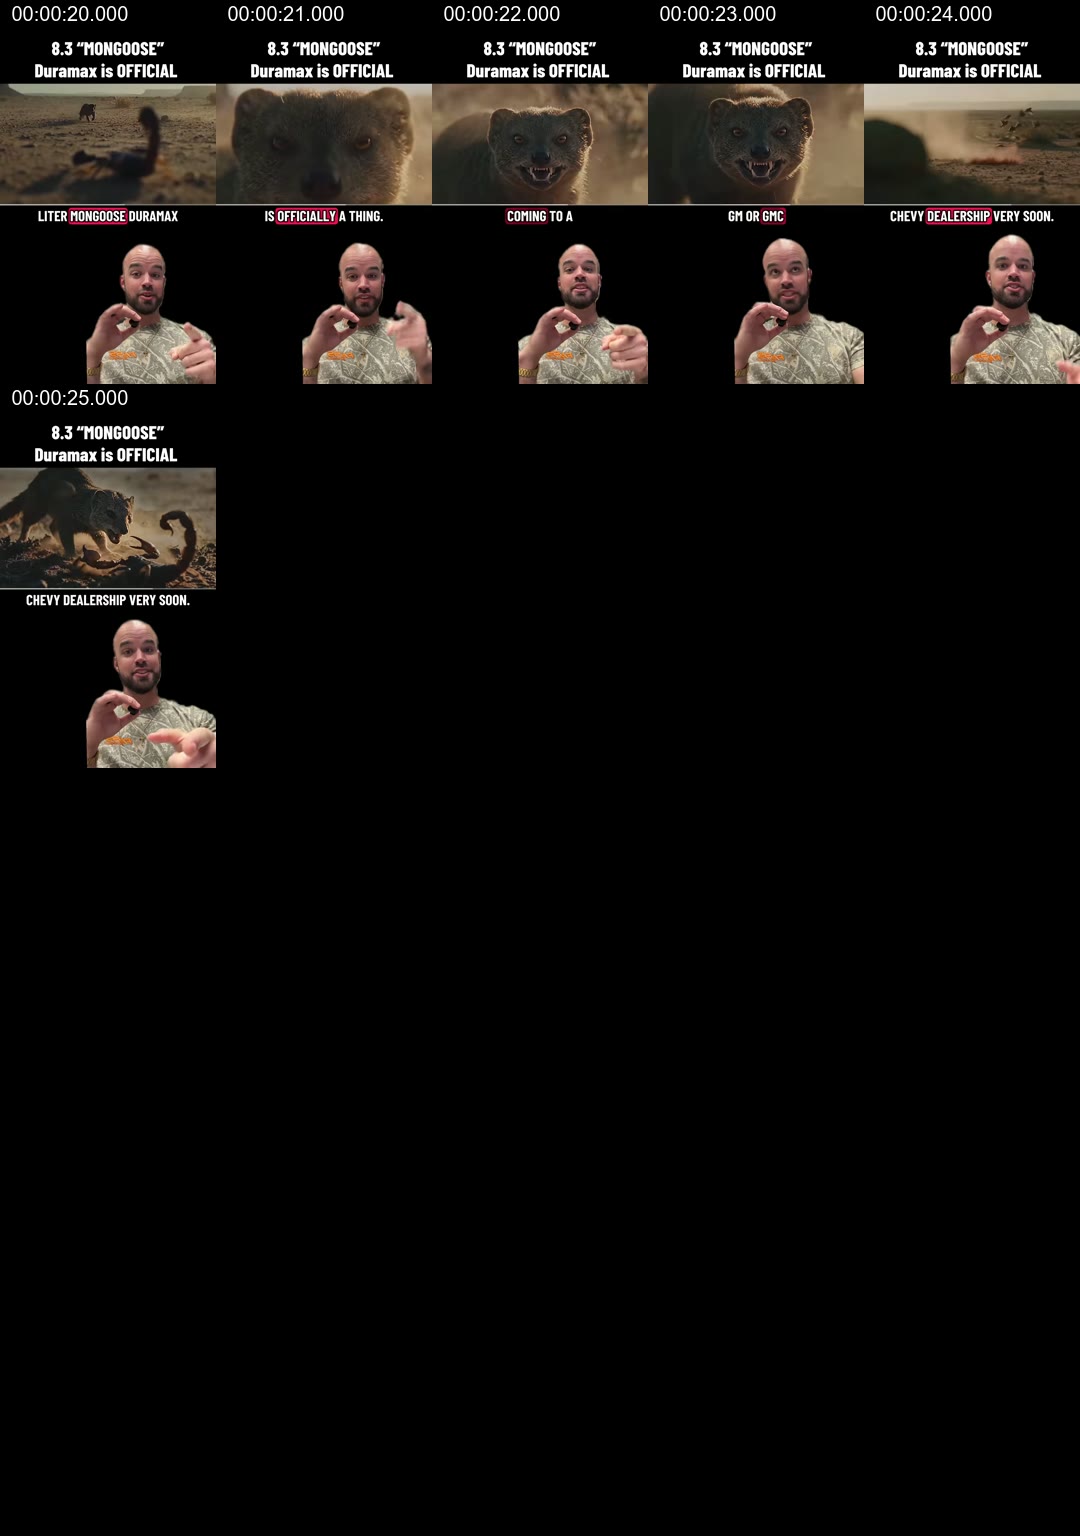 00:00:20.000
8.3 “MONGOOSE”
Duramax is OFFICIAL
LITER MONGOOSE DURAMAX
00:00:21.000
8.3 “MONGOOSE”
Duramax is OFFICIAL
IS OFFICIALLY A THING.
00:00:22.000
8.3 “MONGOOSE”
Duramax is OFFICIAL
COMING TO A
00:00:23.000
8.3 “MONGOOSE”
Duramax is OFFICIAL
GM OR GMC
00:00:24.000
8.3 “MONGOOSE”
Duramax is OFFICIAL
CHEVY DEALERSHIP VERY SOON.
00:00:25.000
8.3 “MONGOOSE”
Duramax is OFFICIAL
CHEVY DEALERSHIP VERY SOON.